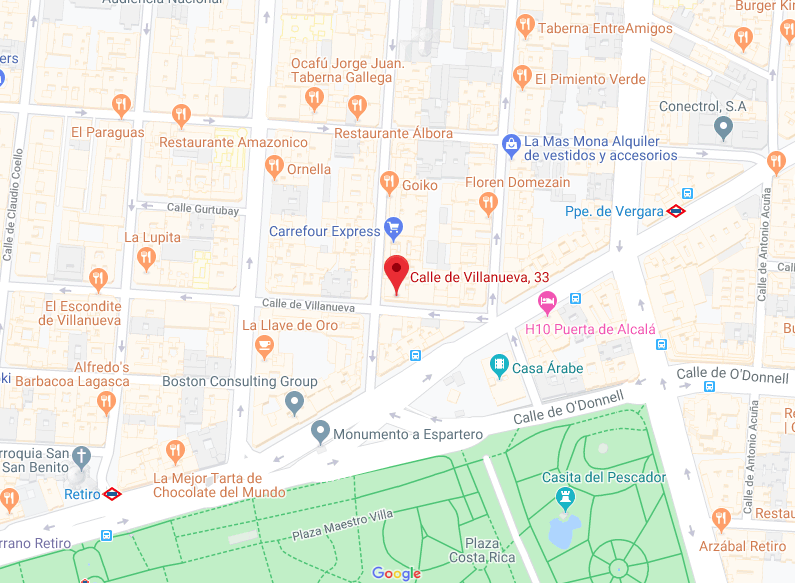 Audiencia Nacional
Burger Ki
Taberna EntreAmigos
ers
Ocafú Jorge Juan.
Taberna Gallega
El Pimiento Verde
Conectrol, S.A
El Paraguas
Restaurante Amazonico
Restaurante Álbora
La Mas Mona Alquiler
de vestidos y accesorios
Ornella
Goiko
Floren Domezain
Calle de Claudio Coello
Calle Gurtubay
Ppe. de Vergara
Calle de Antonio Acuña
La Lupita
Carrefour Express
Calle de Villanueva, 33
Cal
El Escondite
de Villanueva
Calle de Villanueva
La Llave de Oro
H10 Puerta de Alcalá
Bu
Alfredo's
Barbacoa Lagasca
oki
Boston Consulting Group
Casa Árabe
Calle de O'Donnell
Calle de O'Donnell
Re
| C
Monumento a Espartero
Calle de Antonio Acuña
rroquia San
San Benito
La Mejor Tarta de
Chocolate del Mundo
Casita del Pescador
Retiro
Plaza Maestro Villa
Restau
errano Retiro
Plaza
Costa Rica
Arzábal Retiro
Google